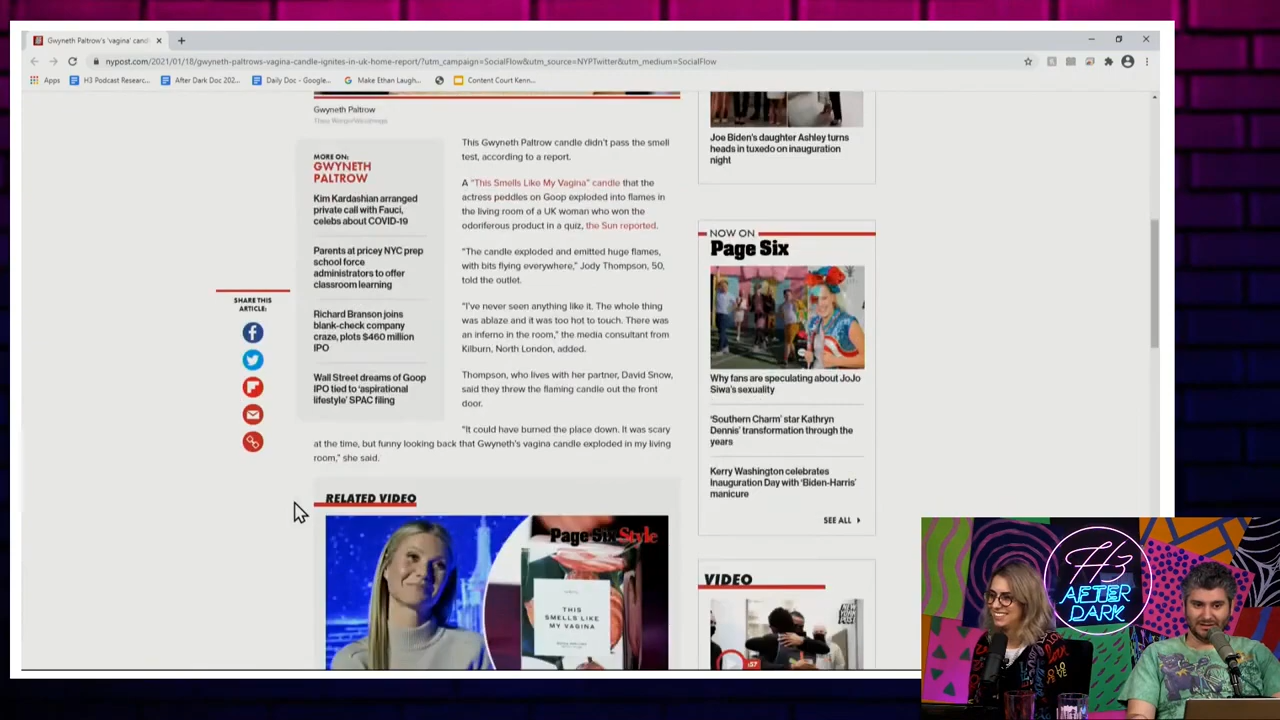 Gwyneth Paltrow's 'vagina' candl
nypost.com/2021/01/18/gwyneth-paltrows-vagina-candle-ignites-in-uk-home-report/?utm_campaign=SocialFlow&utm_source=NYPTwitter&utm_medium=SocialFlow
Apps
H3 Podcast Researc...
After Dark Doc 202...
Daily Doc - Google...
Make Ethan Laugh...
Content Court Kenn...
Gwyneth Paltrow
MORE ON:
GWYNETH
PALTROW
Kim Kardashian arranged
private call with Fauci,
celebs about COVID-19
Parents at pricey NYC prep
school force
administrators to offer
classroom learning
Richard Branson joins
blank-check company
craze, plots $460 million
IPO
Wall Street dreams of Goop
IPO tied to 'aspirational
lifestyle' SPAC filing
SHARE THIS
ARTICLE:
This Gwyneth Paltrow candle didn't pass the smell
test, according to a report.
A "This Smells Like My Vagina" candle that the
actress peddles on Goop exploded into flames in
the living room of a UK woman who won the
odoriferous product in a quiz, the Sun reported.
"The candle exploded and emitted huge flames,
with bits flying everywhere," Jody Thompson, 50,
told the outlet.
"I've never seen anything like it. The whole thing
was ablaze and it was too hot to touch. There was
an inferno in the room," the media consultant from
Kilburn, North London, added.
Thompson, who lives with her partner, David Snow,
said they threw the flaming candle out the front
door.
"It could have burned the place down. It was scary
at the time, but funny looking back that Gwyneth's vagina candle exploded in my living
room," she said.
RELATED VIDEO
Page Six Style
THIS
SMELLS LIKE
MY VAGINA
Joe Biden's daughter Ashley turns
heads in tuxedo on inauguration
night
NOW ON
Page Six
Why fans are speculating about JoJo
Siwa's sexuality
'Southern Charm' star Kathryn
Dennis' transformation through the
years
Kerry Washington celebrates
Inauguration Day with 'Biden-Harris'
manicure
SEE ALL
VIDEO
NEW
YORK
POST
:57
H3
AFTER
DARK